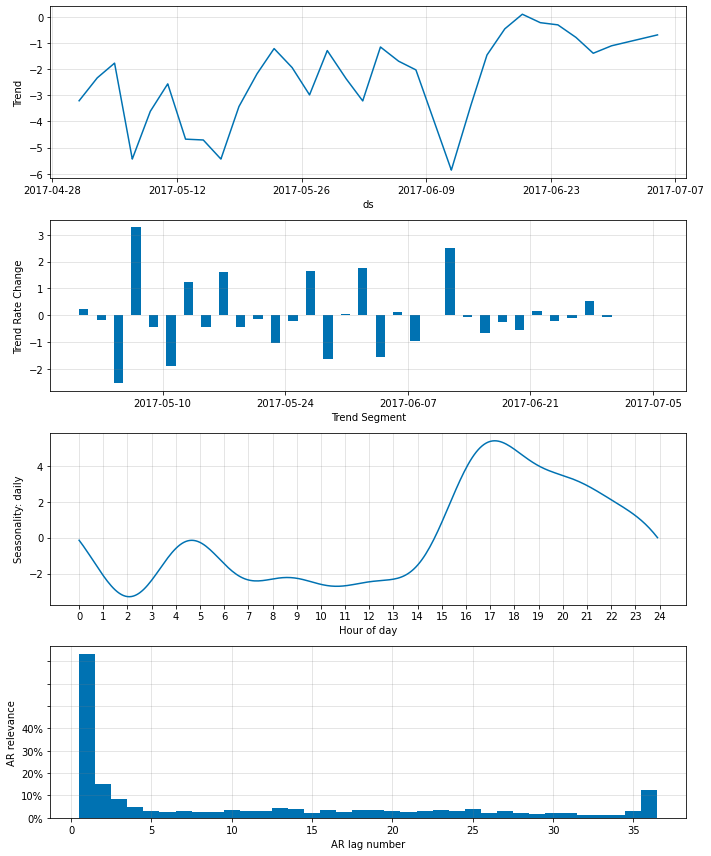 0
−1
−2
−3
−4
−5
−6
Trend
2017-04-28 2017-05-12 2017-05-26 2017-06-09 2017-06-23 2017-07-07
ds
3
2
1
0
−1
−2
Trend Rate Change
2017-05-10 2017-05-24 2017-06-07 2017-06-21 2017-07-05
Trend Segment
4
2
0
−2
Seasonality: daily
0 1 2 3 4 5 6 7 8 9 10 11 12 13 14 15 16 17 18 19 20 21 22 23 24
Hour of day
40%
30%
20%
10%
0%
AR relevance
0 5 10 15 20 25 30 35
AR lag number